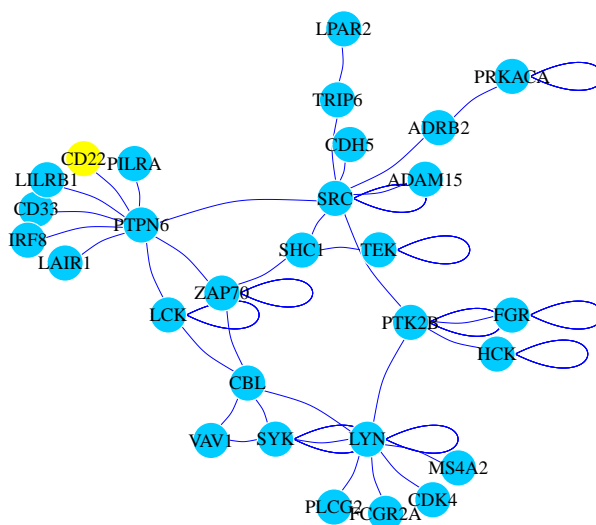 LPAR2
PRKACA
TRIP6
ADRB2
CDH5
CD22
PILRA
LILRB1
ADAM15
SRC
CD33
PTPN6
IRF8
SHC1
TEK
LAIR1
ZAP70
LCK
PTK2B
FGR
HCK
CBL
VAV1
SYK
LYN
MS4A2
CDK4
PLCG2
FCGR2A